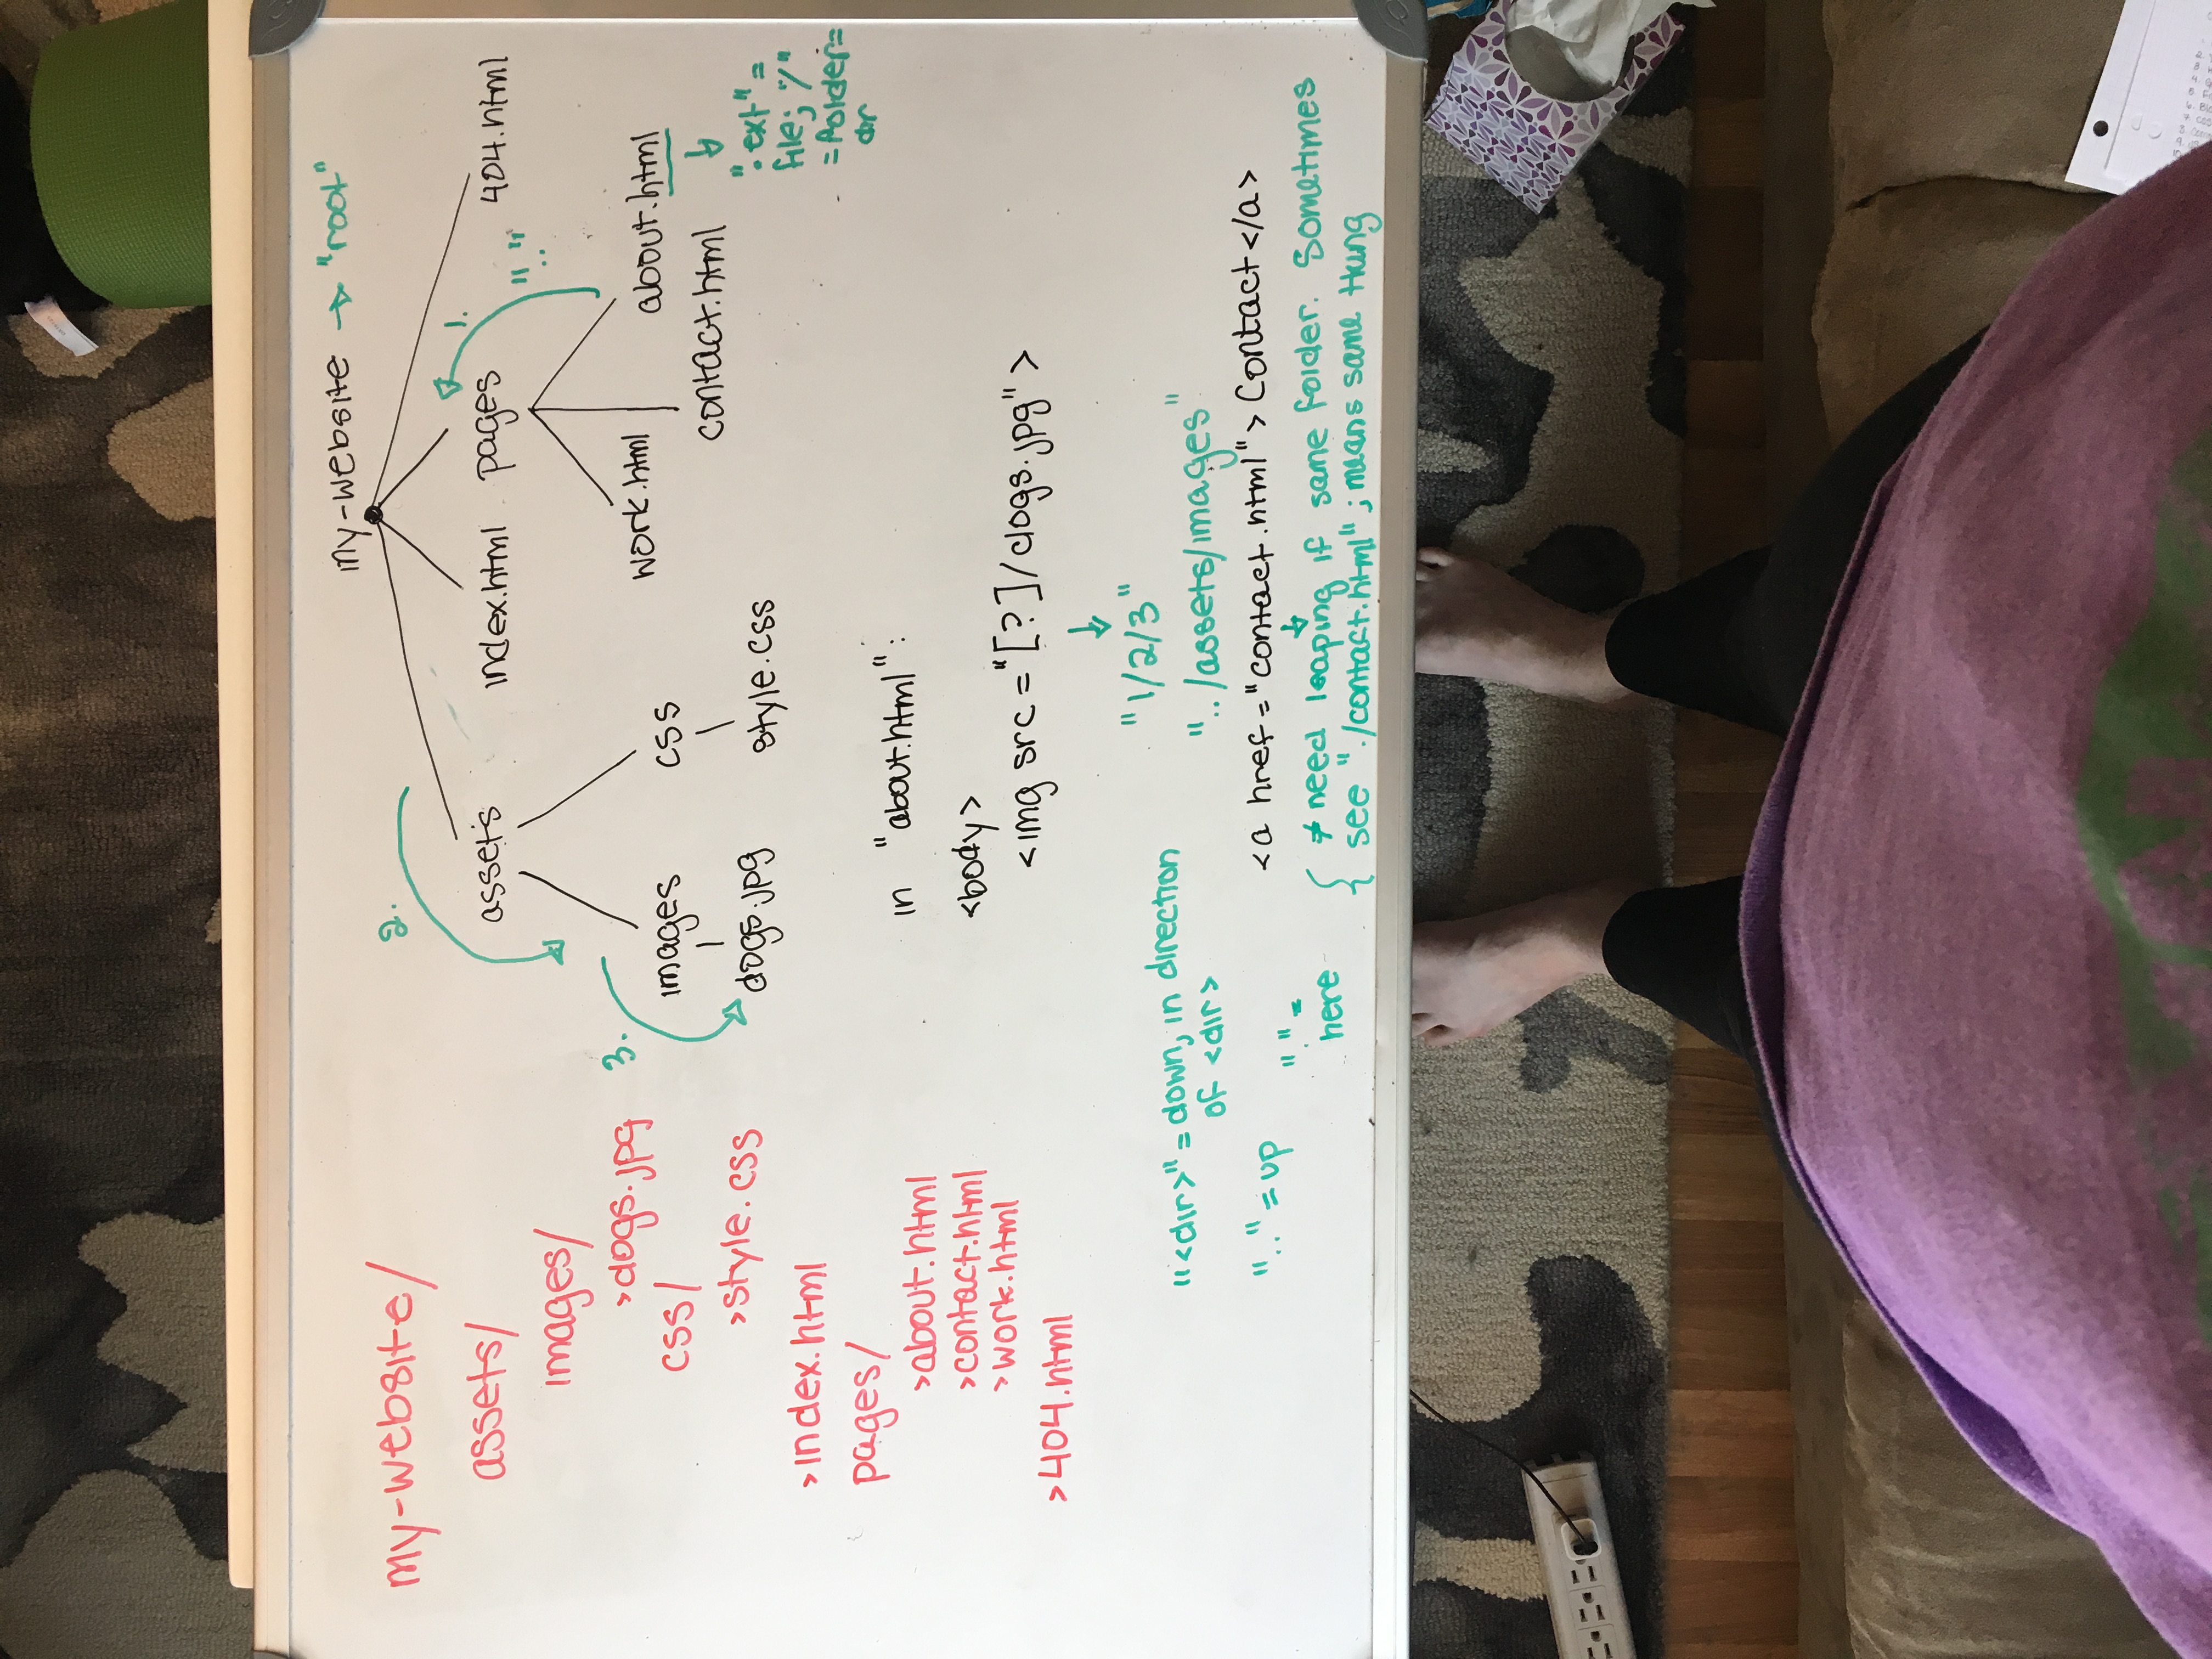 my-website/
assets/
images/
>dogs.jpg
css/
>style.css
>index.html
pages/
>about.html
>contact.html
>work.html
>404.html
my-website → "root"
2.
1.
assets
index.html
pages
404.html
".."
3.
images
css
work.html
about.html
contact.html
dogs.jpg
style.css
".ext" =
file; "/"
=folder=
dir
in "about.html":
<body>
<img src="[?]/dogs.jpg">
"1/2/3"
"../assets/images"
"<dir>" = down, in direction
of <dir>
".." = up
"." =
here
<a href="contact.html">Contact</a>
≠ need leaping if same folder. Sometimes
see "./contact.html"; means same thing